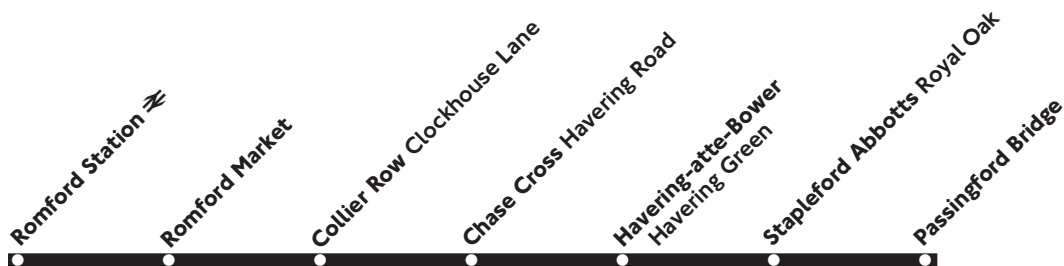 Romford Station
Romford Market
Collier Row Clockhouse Lane
Chase Cross Havering Road
Havering-atte-Bower
Havering Green
Stapleford Abbotts Royal Oak
Passingford Bridge